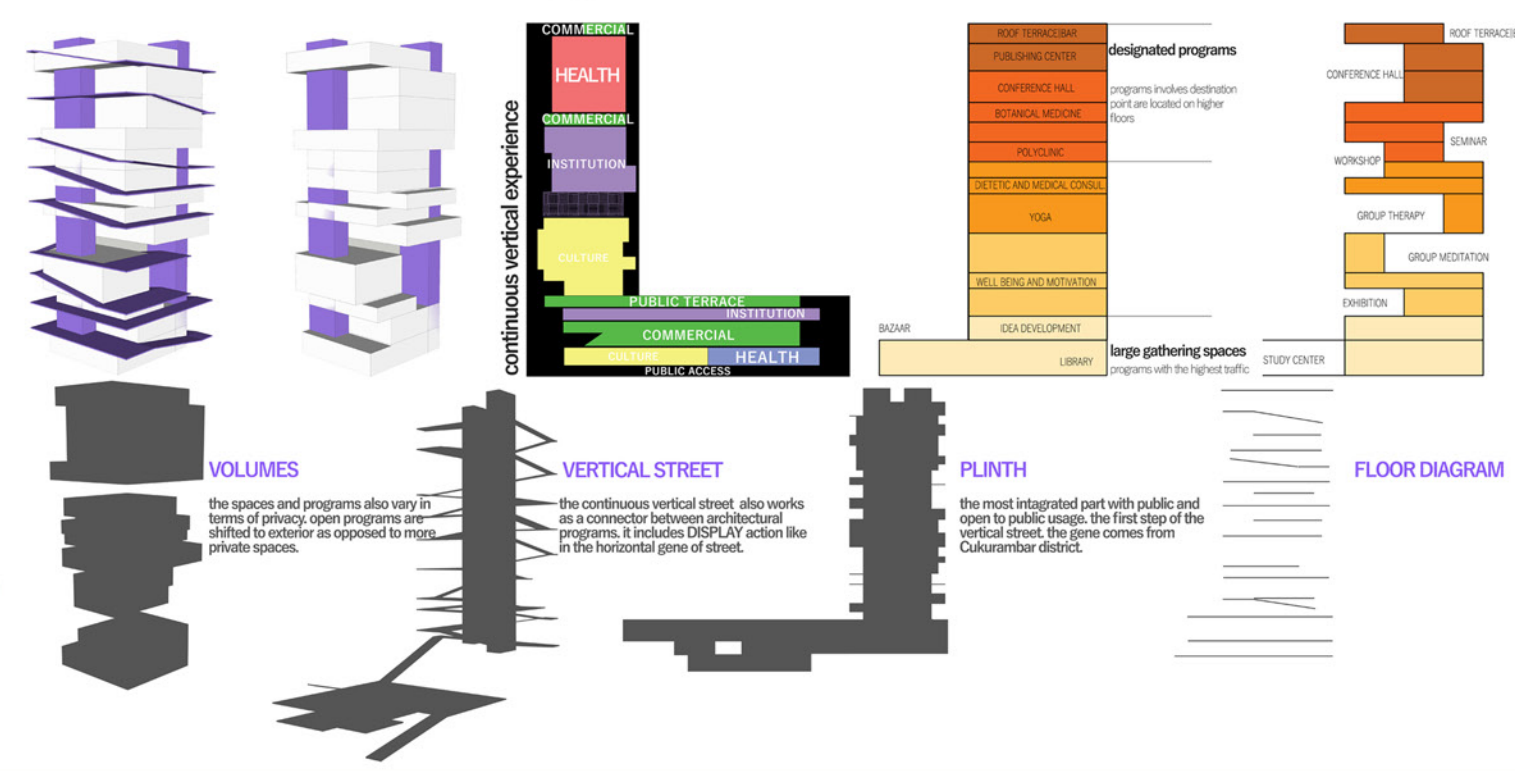 continuous vertical experience
COMMERCIAL
HEALTH
COMMERCIAL
INSTITUTION
CULTURE
PUBLIC TERRACE
INSTITUTION
COMMERCIAL
CULTURE
HEALTH
PUBLIC ACCESS
ROOF TERRACE|BAR
PUBLISHING CENTER
CONFERENCE HALL
BOTANICAL MEDICINE
POLYCLINIC
DIETETIC AND MEDICAL CONSUL.
YOGA
WELL BEING AND MOTIVATION
IDEA DEVELOPMENT
BAZAAR
LIBRARY
designated programs
programs involves destination
point are located on higher
floors
large gathering spaces
programs with the highest traffic
ROOF TERRACE|B
CONFERENCE HALL
SEMINAR
WORKSHOP
GROUP THERAPY
GROUP MEDITATION
EXHIBITION
STUDY CENTER
VOLUMES
the spaces and programs also vary in
terms of privacy. open programs are
shifted to exterior as opposed to more
private spaces.
VERTICAL STREET
the continuous vertical street also works
as a connector between architectural
programs. it includes DISPLAY action like
in the horizontal gene of street.
PLINTH
the most intagrated part with public and
open to public usage. the first step of the
vertical street. the gene comes from
Cukurambar district.
FLOOR DIAGRAM